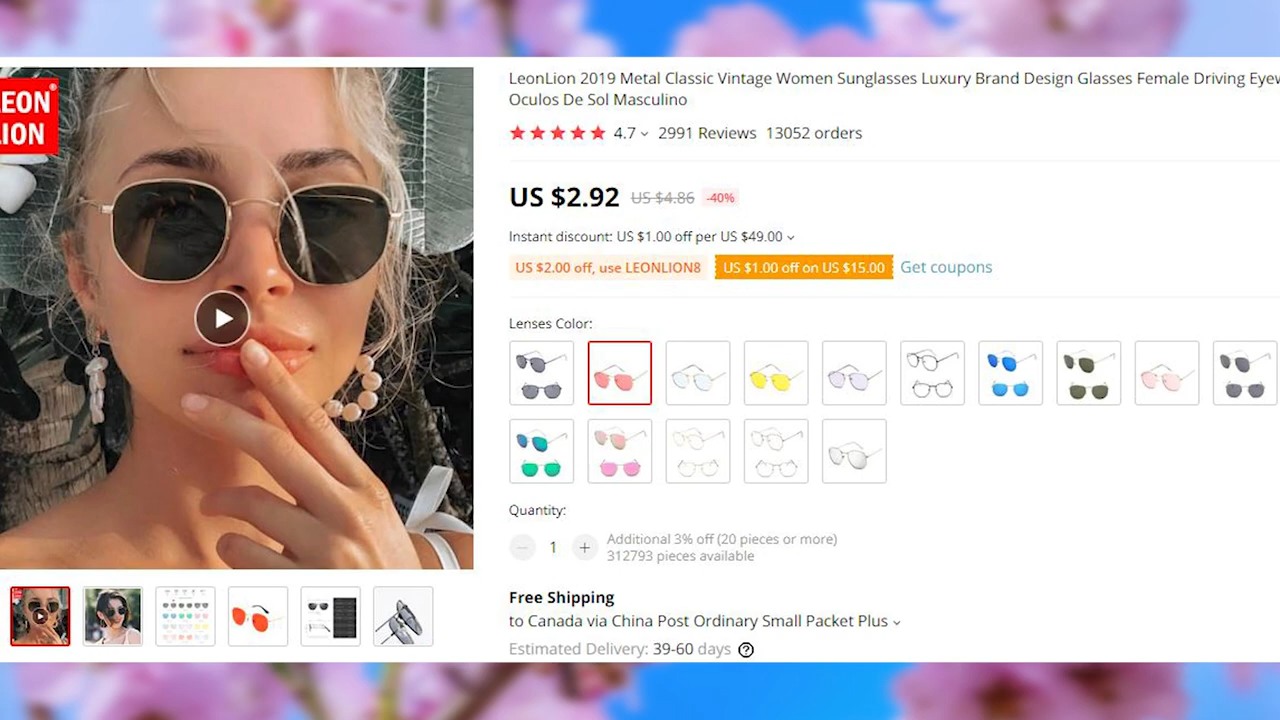 EON®
LION
LeonLion 2019 Metal Classic Vintage Women Sunglasses Luxury Brand Design Glasses Female Driving Eyew
Oculos De Sol Masculino
4.7 2991 Reviews 13052 orders
US $2.92 US $4.86 -40%
Instant discount: US $1.00 off per US $49.00
US $2.00 off, use LEONLION8 US $1.00 off on US $15.00 Get coupons
Lenses Color:
Quantity:
1
Additional 3% off (20 pieces or more)
312793 pieces available
Free Shipping
to Canada via China Post Ordinary Small Packet Plus
Estimated Delivery: 39-60 days ?